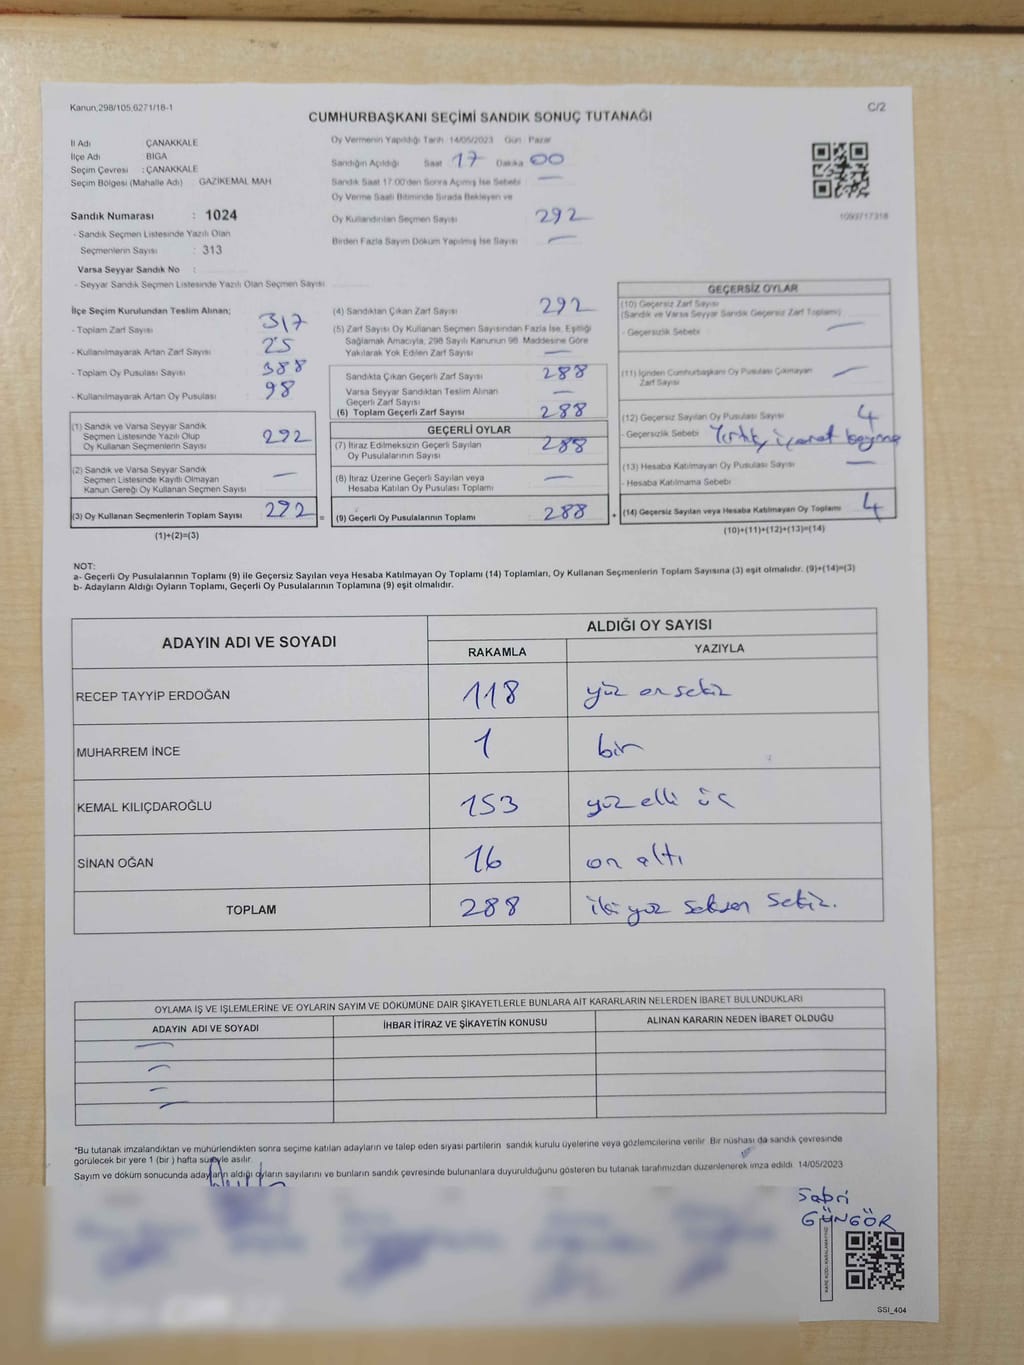 Kanun,298/105,6271/18-1
C/2
CUMHURBAŞKANI SEÇİMİ SANDIK SONUÇ TUTANAĞI
İl Adı ÇANAKKALE
İlçe Adı BIGA
Seçim Çevresi : ÇANAKKALE
Seçim Bölgesi (Mahalle Adı) : GAZIKEMAL MAH
Sandık Numarası : 1024
- Sandık Seçmen Listesinde Yazılı Olan
Seçmenlerin Sayısı : 313
Varsa Seyyar Sandık No :
- Seyyar Sandık Seçmen Listesinde Yazılı Olan Seçmen Sayısı
Oy Vermenin Yapıldığı Tarih 14/05/2023 Gün Pazar
Sandığın Açıldığı Saat 17 Dakika 00
Sandık Saat 17:00'den Sonra Açılmış İse Sebebi —
Oy Verme Saati Bitiminde Sırada Bekleyen ve
Oy Kullandırılan Seçmen Sayısı 292
Birden Fazla Sayım Döküm Yapılmış İse Sayısı —
1093717318
İlçe Seçim Kurulundan Teslim Alınan;
- Toplam Zarf Sayısı 317
- Kullanılmayarak Artan Zarf Sayısı 25
- Toplam Oy Pusulası Sayısı 388
- Kullanılmayarak Artan Oy Pusulası 98
(1) Sandık ve Varsa Seyyar Sandık
Seçmen Listesinde Yazılı Olup
Oy Kullanan Seçmenlerin Sayısı 292
(2) Sandık ve Varsa Seyyar Sandık
Seçmen Listesinde Kayıtlı Olmayan
Kanun Gereği Oy Kullanan Seçmen Sayısı —
(3) Oy Kullanan Seçmenlerin Toplam Sayısı 292 =
(1)+(2)=(3)
(4) Sandıktan Çıkan Zarf Sayısı 292
(5) Zarf Sayısı Oy Kullanan Seçmen Sayısından Fazla İse, Eşitliği
Sağlamak Amacıyla, 298 Sayılı Kanunun 98. Maddesine Göre
Yakılarak Yok Edilen Zarf Sayısı —
Sandıkta Çıkan Geçerli Zarf Sayısı 288
Varsa Seyyar Sandıktan Teslim Alınan
Geçerli Zarf Sayısı —
(6) Toplam Geçerli Zarf Sayısı 288
GEÇERLİ OYLAR
(7) İtiraz Edilmeksizin Geçerli Sayılan
Oy Pusulalarının Sayısı 288
(8) İtiraz Üzerine Geçerli Sayılan veya
Hesaba Katılan Oy Pusulası Toplamı —
(9) Geçerli Oy Pusulalarının Toplamı 288 +
GEÇERSİZ OYLAR
(10) Geçersiz Zarf Sayısı
(Sandık ve Varsa Seyyar Sandık Geçersiz Zarf Toplamı)
- Geçersizlik Sebebi —
(11) İçinden Cumhurbaşkanı Oy Pusulası Çıkmayan
Zarf Sayısı —
(12) Geçersiz Sayılan Oy Pusulası Sayısı 4
- Geçersizlik Sebebi Yırtık, işaret
(13) Hesaba Katılmayan Oy Pusulası Sayısı —
- Hesaba Katılmama Sebebi
(14) Geçersiz Sayılan veya Hesaba Katılmayan Oy Toplamı 4
(10)+(11)+(12)+(13)=(14)
NOT:
a- Geçerli Oy Pusulalarının Toplamı (9) ile Geçersiz Sayılan veya Hesaba Katılmayan Oy Toplamı (14) Toplamları, Oy Kullanan Seçmenlerin Toplam Sayısına (3) eşit olmalıdır. (9)+(14)=(3)
b- Adayların Aldığı Oyların Toplamı, Geçerli Oy Pusulalarının Toplamına (9) eşit olmalıdır.
ADAYIN ADI VE SOYADI ALDIĞI OY SAYISI
RAKAMLA YAZIYLA
RECEP TAYYİP ERDOĞAN 118 yüz on sekiz
MUHARREM İNCE 1 bir
KEMAL KILIÇDAROĞLU 153 yüz elli üç
SİNAN OĞAN 16 on altı
TOPLAM 288 iki yüz seksen sekiz.
OYLAMA İŞ VE İŞLEMLERİNE VE OYLARIN SAYIM VE DÖKÜMÜNE DAİR ŞİKAYETLERLE BUNLARA AİT KARARLARIN NELERDEN İBARET BULUNDUKLARI
ADAYIN ADI VE SOYADI İHBAR İTİRAZ VE ŞİKAYETİN KONUSU ALINAN KARARIN NEDEN İBARET OLDUĞU
—
—
—
—
*Bu tutanak imzalandıktan ve mühürlendikten sonra seçime katılan adayların ve talep eden siyasi partilerin sandık kurulu üyelerine veya gözlemcilerine verilir. Bir nüshası da sandık çevresinde
görülecek bir yere 1 (bir) hafta süreyle asılır.
Sayım ve döküm sonucunda adayların aldığı oyların sayılarını ve bunların sandık çevresinde bulunanlara duyurulduğunu gösteren bu tutanak tarafımızdan düzenlenerek imza edildi. 14/05/2023
Sabri
GÜNGÖR
SSI_404